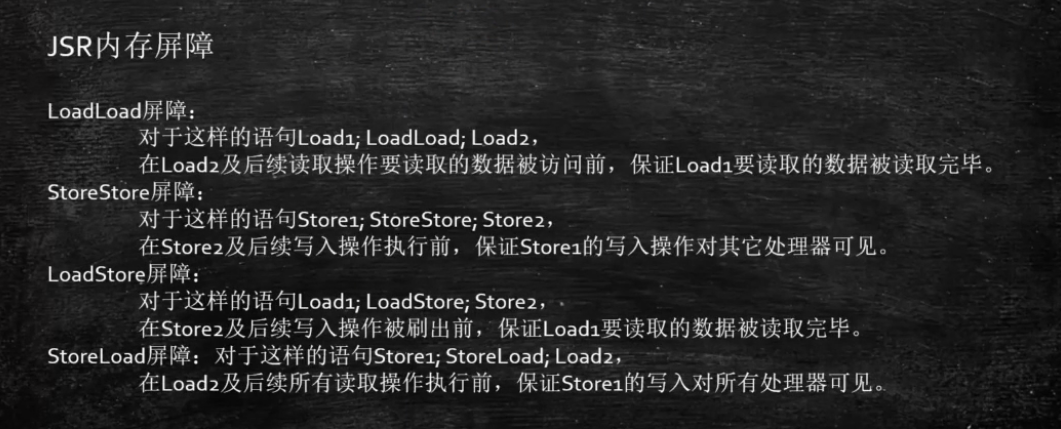 JSR内存屏障
LoadLoad屏障：
对于这样的语句Load1; LoadLoad; Load2，
在Load2及后续读取操作要读取的数据被访问前，保证Load1要读取的数据被读取完毕。
StoreStore屏障：
对于这样的语句Store1; StoreStore; Store2，
在Store2及后续写入操作执行前，保证Store1的写入操作对其它处理器可见。
LoadStore屏障：
对于这样的语句Load1; LoadStore; Store2，
在Store2及后续写入操作被刷出前，保证Load1要读取的数据被读取完毕。
StoreLoad屏障：对于这样的语句Store1; StoreLoad; Load2，
在Load2及后续所有读取操作执行前，保证Store1的写入对所有处理器可见。